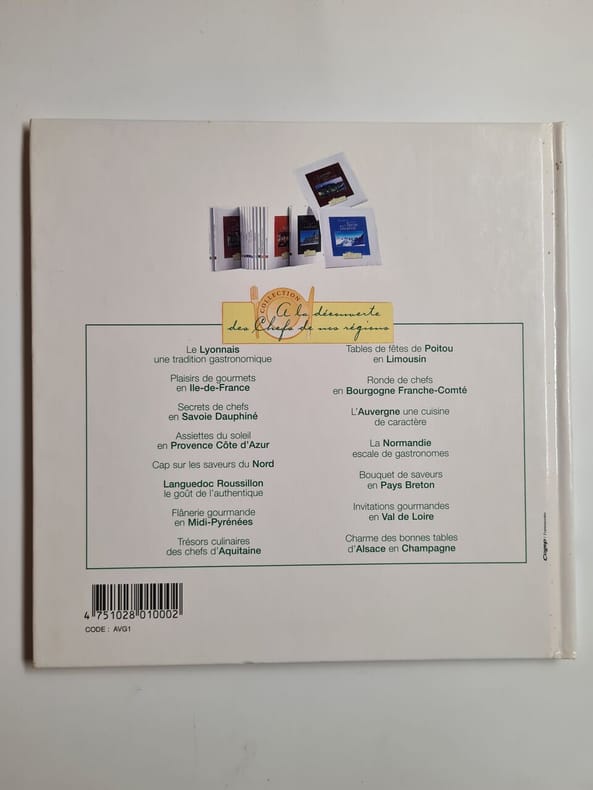 COLLECTION
A la découverte
des Chefs de nos régions
Le Lyonnais
une tradition gastronomique
Plaisirs de gourmets
en Ile-de-France
Secrets de chefs
en Savoie Dauphiné
Assiettes du soleil
en Provence Côte d'Azur
Cap sur les saveurs du Nord
Languedoc Roussillon
le goût de l'authentique
Flânerie gourmande
en Midi-Pyrénées
Trésors culinaires
des chefs d'Aquitaine
Tables de fêtes de Poitou
en Limousin
Ronde de chefs
en Bourgogne Franche-Comté
L'Auvergne une cuisine
de caractère
La Normandie
escale de gastronomes
Bouquet de saveurs
en Pays Breton
Invitations gourmandes
en Val de Loire
Charme des bonnes tables
d'Alsace en Champagne
4 751028 010002
CODE : AVG1